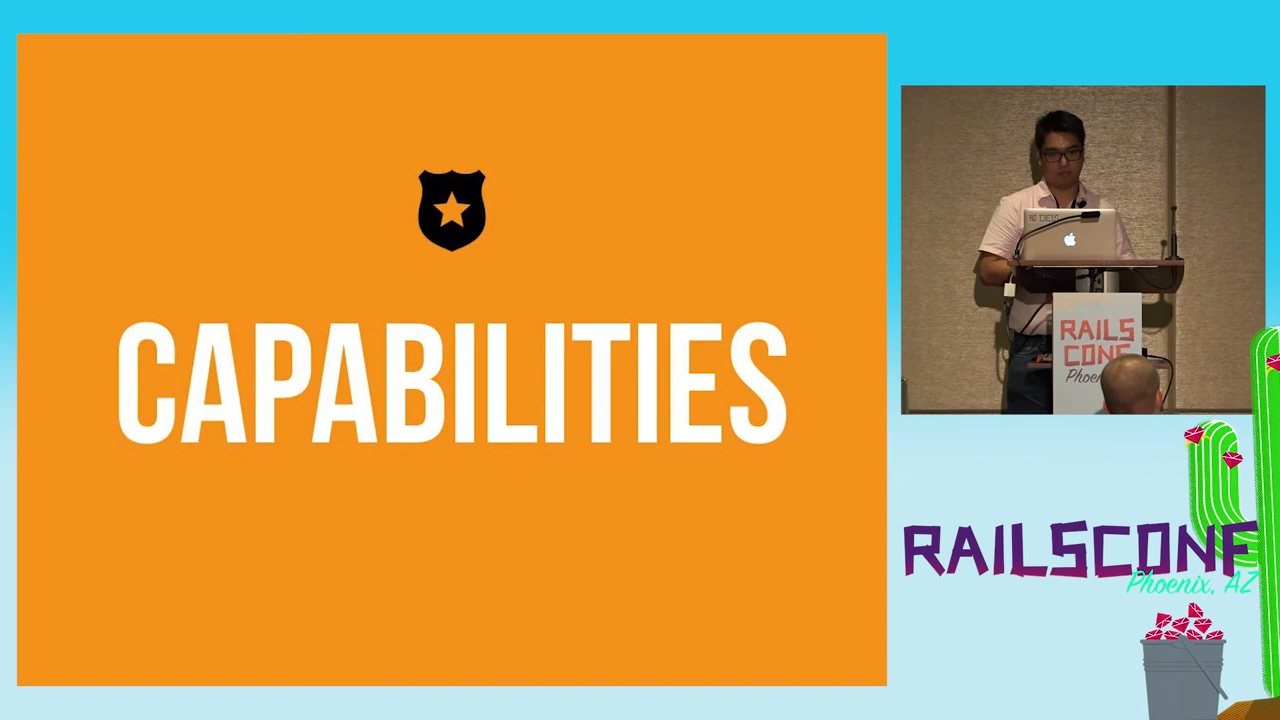 CAPABILITIES
RAILS
CONF
RAILSCONF
Phoenix, AZ